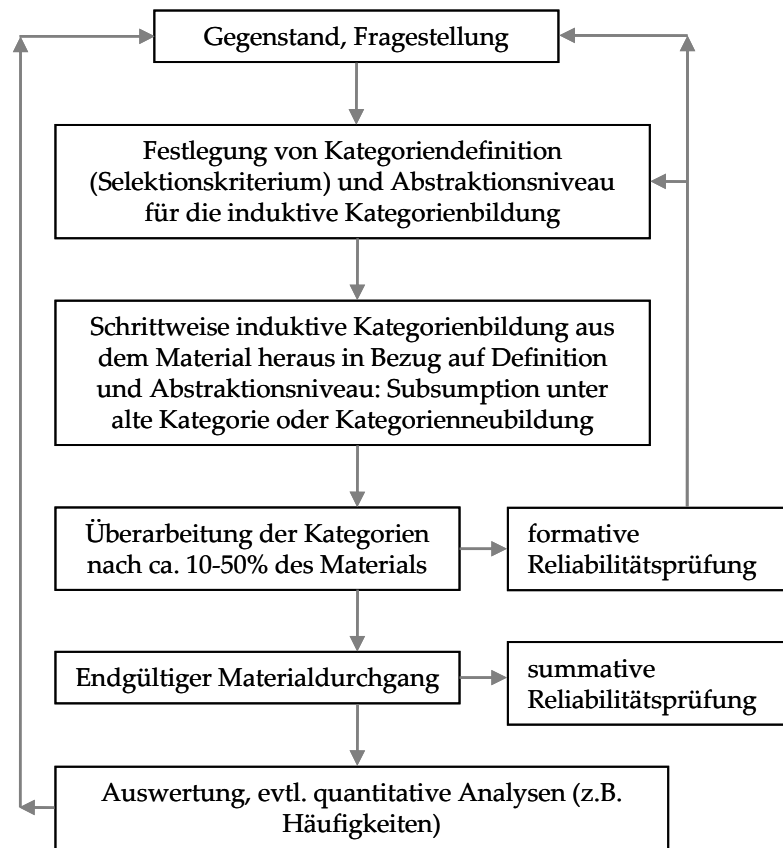 Gegenstand, Fragestellung
Festlegung von Kategoriendefinition
(Selektionskriterium) und Abstraktionsniveau
für die induktive Kategorienbildung
Schrittweise induktive Kategorienbildung aus
dem Material heraus in Bezug auf Definition
und Abstraktionsniveau: Subsumption unter
alte Kategorie oder Kategorienneubildung
Überarbeitung der Kategorien
nach ca. 10-50% des Materials
formative
Reliabilitätsprüfung
Endgültiger Materialdurchgang
summative
Reliabilitätsprüfung
Auswertung, evtl. quantitative Analysen (z.B.
Häufigkeiten)